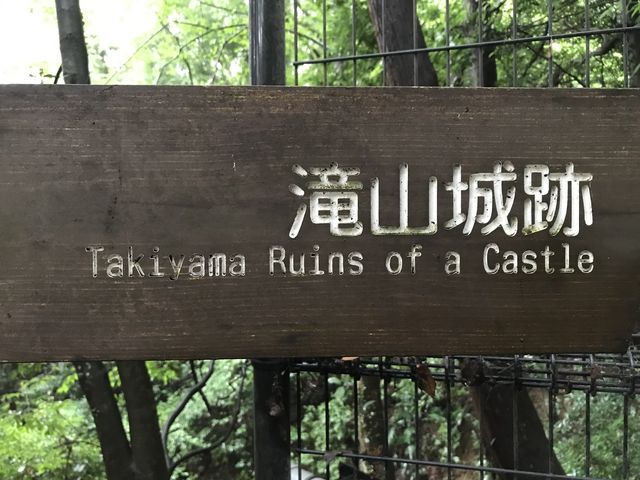 滝山城跡
Takiyama Ruins of a Castle